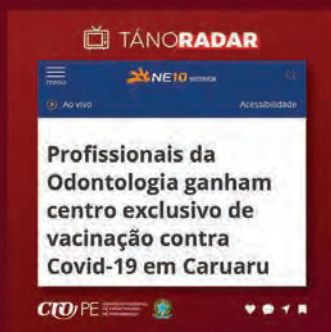 TÁNORADAR
MENU
NE10 INTERIOR
Ao vivo
Acessibilidade
Profissionais da
Odontologia ganham
centro exclusivo de
vacinação contra
Covid-19 em Caruaru
CRO/PE